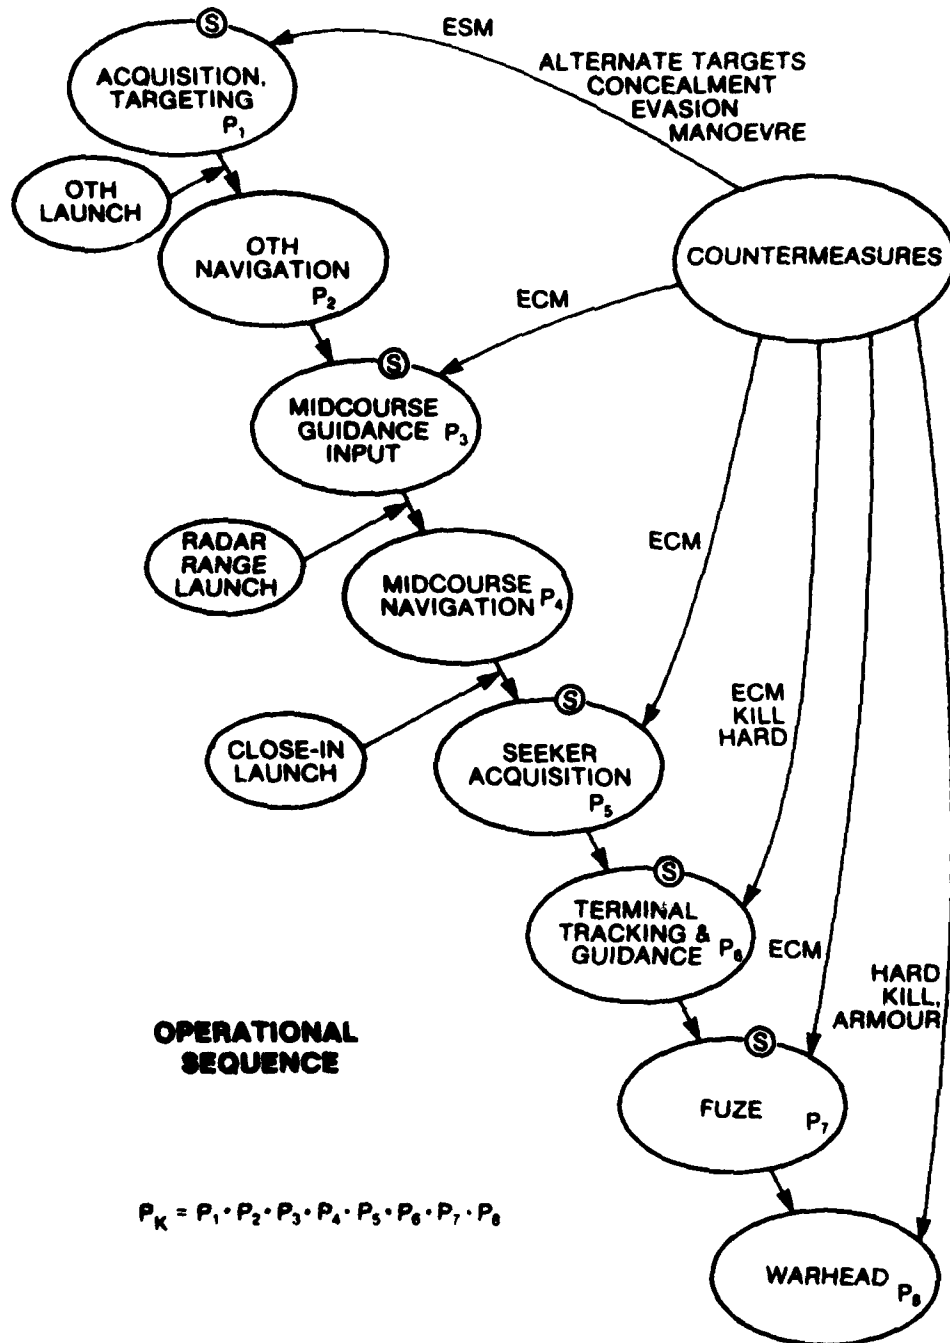 S
ESM
ACQUISITION,
TARGETING
P₁
ALTERNATE TARGETS
CONCEALMENT
EVASION
MANOEVRE
OTH
LAUNCH
OTH
NAVIGATION
P₂
COUNTERMEASURES
ECM
S
MIDCOURSE
GUIDANCE P₃
INPUT
RADAR
RANGE
LAUNCH
ECM
MIDCOURSE
NAVIGATION P₄
S
ECM
KILL
HARD
CLOSE-IN
LAUNCH
SEEKER
ACQUISITION
P₅
S
TERMINAL
TRACKING &
GUIDANCE P₆
ECM
HARD
KILL,
ARMOUR
OPERATIONAL
SEQUENCE
S
FUZE
P₇
P_K = P₁ · P₂ · P₃ · P₄ · P₅ · P₆ · P₇ · P₈
WARHEAD P₈